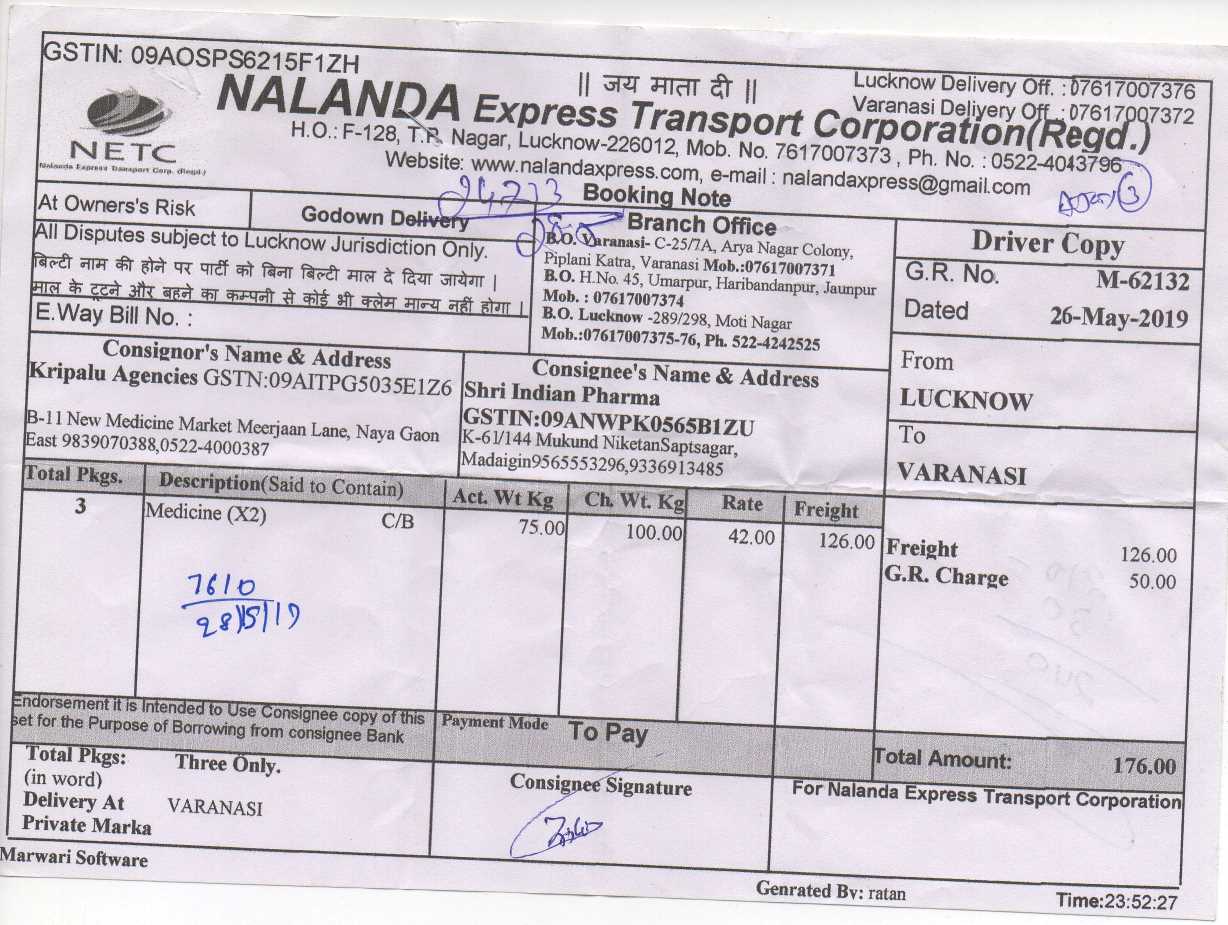 GSTIN: 09AOSPS6215F1ZH
|| जय माता दी ||
Lucknow Delivery Off. : 07617007376
Varanasi Delivery Off. : 07617007372
NALANDA Express Transport Corporation(Regd.)
NETC
Nalanda Express Transport Corp. (Regd.)
H.O.: F-128, T.P. Nagar, Lucknow-226012, Mob. No. 7617007373 , Ph. No. : 0522-4043796
Website: www.nalandaxpress.com, e-mail : nalandaxpress@gmail.com
24713
3
Booking Note
At Owners's Risk
Godown Delivery
All Disputes subject to Lucknow Jurisdiction Only.
बिल्टी नाम की होने पर पार्टी को बिना बिल्टी माल दे दिया जायेगा |
माल के टूटने और बहने का कम्पनी से कोई भी क्लेम मान्य नहीं होगा |
E.Way Bill No. :
Branch Office
B.O. Varanasi- C-25/7A, Arya Nagar Colony,
Piplani Katra, Varanasi Mob.:07617007371
B.O. H.No. 45, Umarpur, Haribandanpur, Jaunpur
Mob. : 07617007374
B.O. Lucknow -289/298, Moti Nagar
Mob.:07617007375-76, Ph. 522-4242525
Driver Copy
G.R. No. M-62132
Dated 26-May-2019
From
LUCKNOW
To
VARANASI
Consignor's Name & Address
Kripalu Agencies GSTN:09AITPG5035E1Z6
B-11 New Medicine Market Meerjaan Lane, Naya Gaon
East 9839070388,0522-4000387
Consignee's Name & Address
Shri Indian Pharma
GSTIN:09ANWPK0565B1ZU
K-61/144 Mukund NiketanSaptsagar,
Madaigin9565553296,9336913485
Total Pkgs. Description(Said to Contain) Act. Wt Kg Ch. Wt. Kg Rate Freight
3 Medicine (X2) C/B 75.00 100.00 42.00 126.00
Freight 126.00
G.R. Charge 50.00
7610
28/5/19
Endorsement it is Intended to Use Consignee copy of this
set for the Purpose of Borrowing from consignee Bank
Payment Mode To Pay
Total Amount: 176.00
Total Pkgs: Three Only.
(in word)
Delivery At VARANASI
Private Marka
Consignee Signature
For Nalanda Express Transport Corporation
Marwari Software
Genrated By: ratan
Time:23:52:27